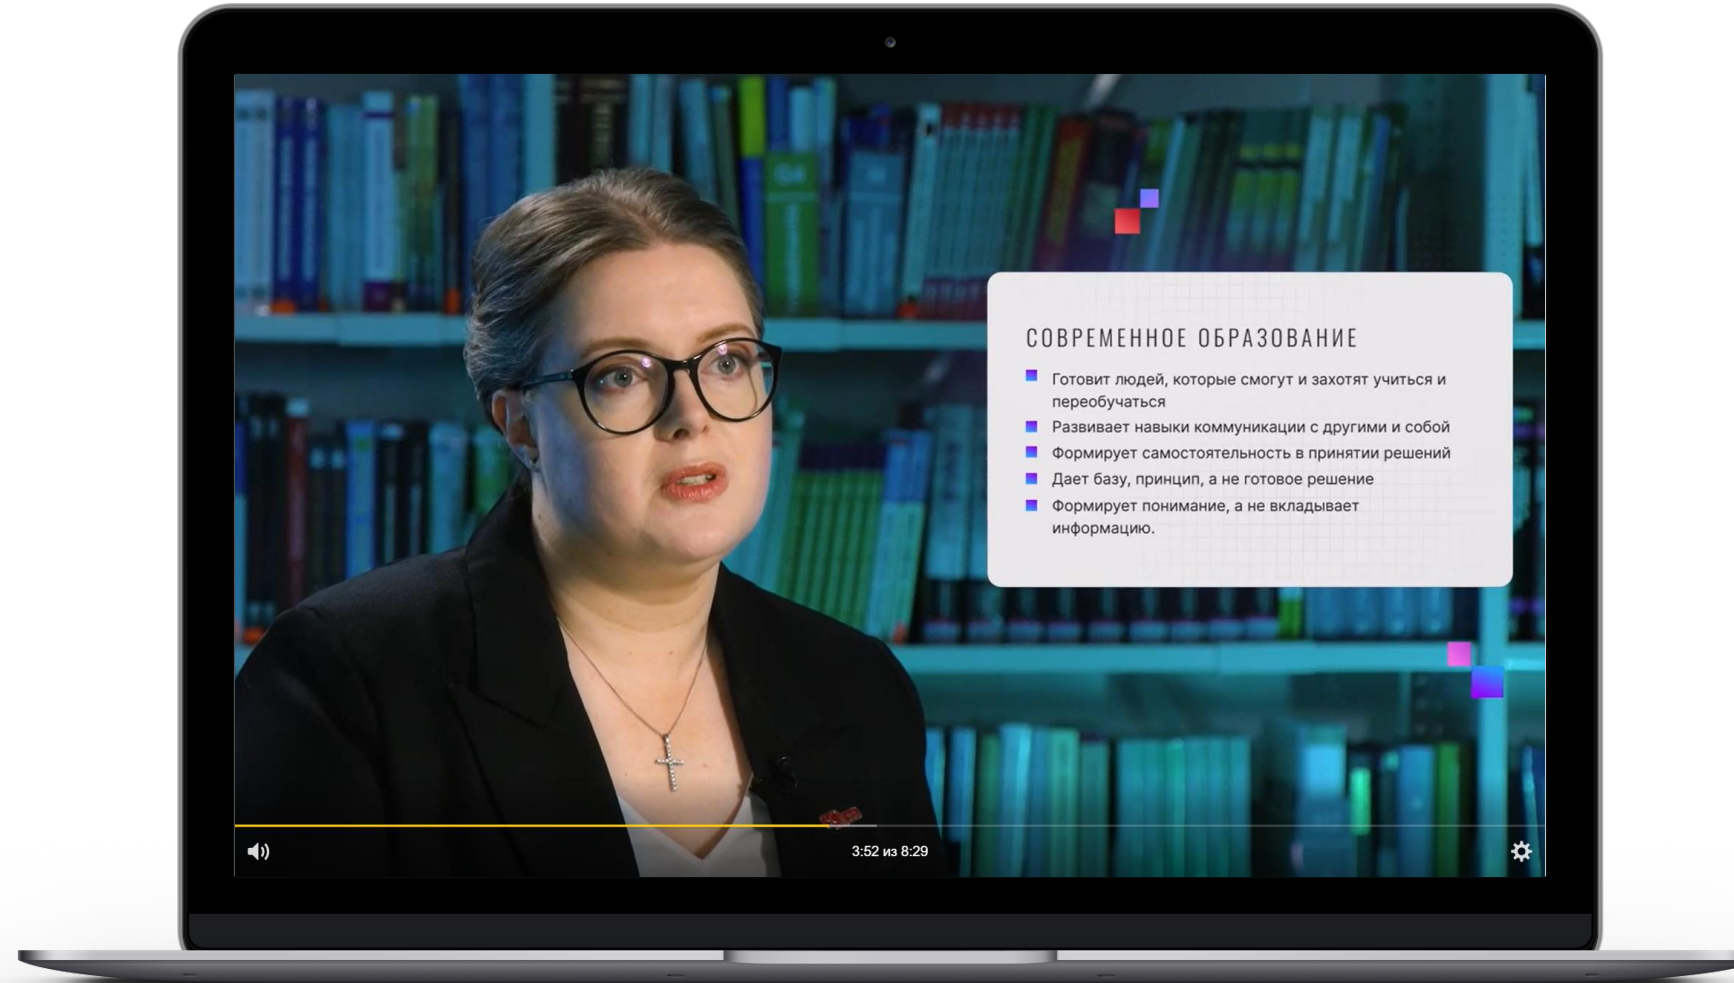 СОВРЕМЕННОЕ ОБРАЗОВАНИЕ
Готовит людей, которые смогут и захотят учиться и
переобучаться
Развивает навыки коммуникации с другими и собой
Формирует самостоятельность в принятии решений
Дает базу, принцип, а не готовое решение
Формирует понимание, а не вкладывает
информацию.
3:52 из 8:29